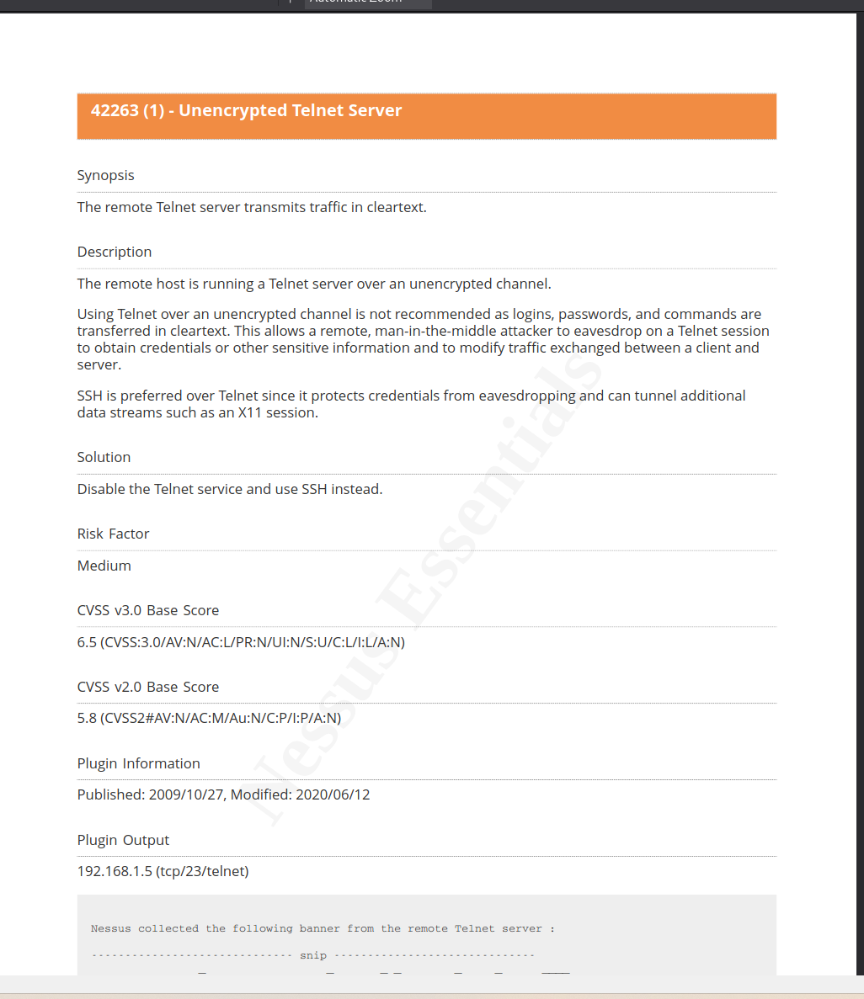 Automatic Zoom
42263 (1) - Unencrypted Telnet Server
Synopsis
The remote Telnet server transmits traffic in cleartext.
Description
The remote host is running a Telnet server over an unencrypted channel.
Using Telnet over an unencrypted channel is not recommended as logins, passwords, and commands are
transferred in cleartext. This allows a remote, man-in-the-middle attacker to eavesdrop on a Telnet session
to obtain credentials or other sensitive information and to modify traffic exchanged between a client and
server.
SSH is preferred over Telnet since it protects credentials from eavesdropping and can tunnel additional
data streams such as an X11 session.
Solution
Disable the Telnet service and use SSH instead.
Risk Factor
Medium
CVSS v3.0 Base Score
6.5 (CVSS:3.0/AV:N/AC:L/PR:N/UI:N/S:U/C:L/I:L/A:N)
CVSS v2.0 Base Score
5.8 (CVSS2#AV:N/AC:M/Au:N/C:P/I:P/A:N)
Plugin Information
Published: 2009/10/27, Modified: 2020/06/12
Plugin Output
192.168.1.5 (tcp/23/telnet)
Nessus collected the following banner from the remote Telnet server :
------------------------------ snip ------------------------------
Nessus Essentials